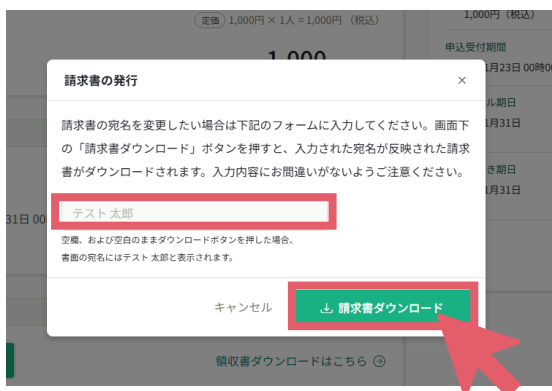 定価 1,000円 × 1人 = 1,000円 （税込）
1,000円（税込）
1,000
申込受付期間
1月23日 00時0
ル期日
1月31日
き期日
1月31日
31日 00
請求書の発行
×
請求書の宛名を変更したい場合は下記のフォームに入力してください。画面下
の「請求書ダウンロード」ボタンを押すと、入力された宛名が反映された請求
書がダウンロードされます。入力内容にお間違いがないようご注意ください。
テスト 太郎
空欄、および空白のままダウンロードボタンを押した場合、
書面の宛名にはテスト 太郎と表示されます。
キャンセル
請求書ダウンロード
領収書ダウンロードはこちら